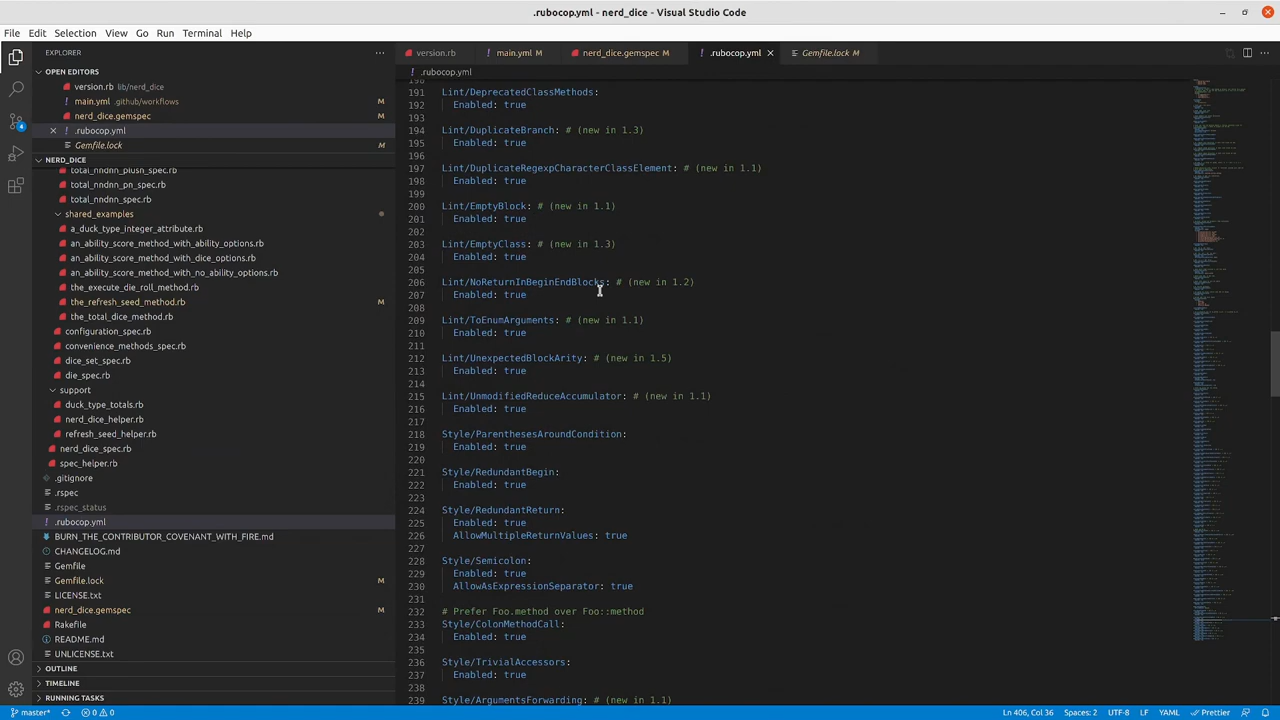 .rubocop.yml - nerd_dice - Visual Studio Code
File Edit Selection View Go Run Terminal Help
EXPLORER
OPEN EDITORS
version.rb lib/nerd_dice
main.yml .github/workflows M
nerd_dice.gemspec M
.rubocop.yml
Gemfile.lock M
NERD_DICE
total_nndnn_plusn_spec.rb
total_nndnn_pn_spec.rb
total_nndnn_spec.rb
shared_examples
a_duck_type_integer_attribute.rb
an_ability_score_method_with_ability_options.rb
an_ability_score_method_with_dice_options.rb
an_ability_score_method_with_no_ability_options.rb
the_execute_die_roll_method.rb
the_refresh_seed_method.rb M
the_total_dice_method.rb
configuration_spec.rb
convenience_methods_spec.rb
dice_set_spec.rb
die_spec.rb
support
duck_type_totals.rb
nerd_dice_helper.rb
refresh_seed_helper.rb
nerd_dice_spec.rb
spec_helper.rb
.gitignore
.rspec
.rspec_status
.rubocop.yml
BURN_THE_CONTRIBUTOR_COVENANT_WITH_FIRE.md
CHANGELOG.md
Gemfile
Gemfile.lock M
LICENSE.txt
nerd_dice.gemspec M
Rakefile
README.md
UNLICENSE.txt
OUTLINE
TIMELINE
RUNNING TASKS
version.rb main.yml M nerd_dice.gemspec M .rubocop.yml Gemfile.lock M
.rubocop.yml
190
191 Lint/DeprecatedClassMethods:
192 Enabled: true
193
194 Lint/DuplicateBranch: # (new in 1.3)
195 Enabled: true
196
197 # (new in 1.1
198 Enabled: true
199
200 # (new in 1.1)
201 Enabled: true
202
203 # (new in 1.3)
204 Enabled: true
205
206 Lint/NoReturnInBeginEndBlocks: # (new in 1.2)
207 Enabled: true
208
209 Lint/ToEnumArguments: # (new in 1.1)
210 Enabled: true
211
212 Lint/UnexpectedBlockArity: # (new in 1.5)
213 Enabled: true
214
215 Lint/UnmodifiedReduceAccumulator: # (new in 1.1)
216 Enabled: true
217
218 Style/ParenthesesAroundCondition:
219 Enabled: true
220
221 Style/RedundantBegin:
222 Enabled: true
223
224 Style/RedundantReturn:
225 Enabled: true
226 AllowMultipleReturnValues: true
227
228 Style/Semicolon:
229 Enabled: true
230 AllowAsExpressionSeparator: true
231
232 # Prefer Foo.method over Foo::method
233 Style/ColonMethodCall:
234 Enabled: true
235
236 Style/TrivialAccessors:
237 Enabled: true
238
239 Style/ArgumentsForwarding: # (new in 1.1)
master* 0 0 Ln 406, Col 36 Spaces: 2 UTF-8 LF YAML Prettier